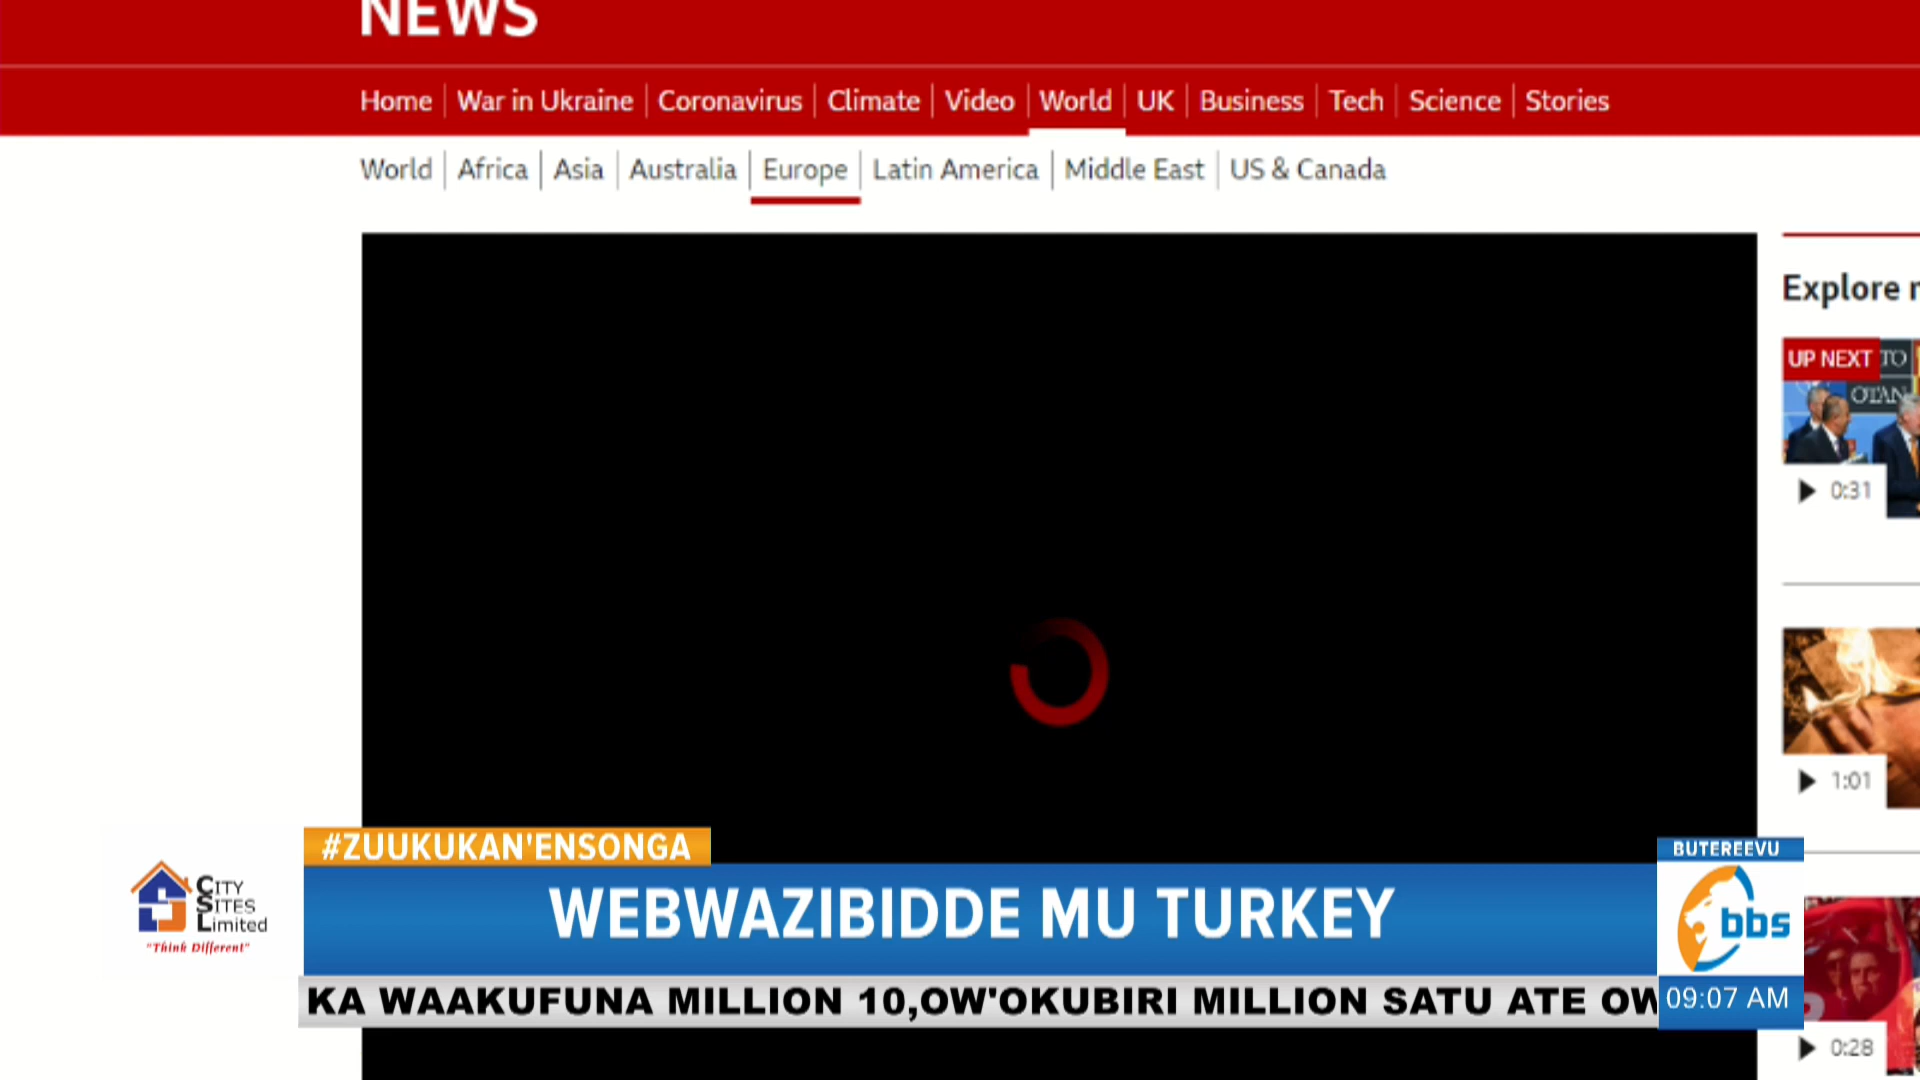 NEWS
Home War in Ukraine Coronavirus Climate Video World UK Business Tech Science Stories
World Africa Asia Australia Europe Latin America Middle East US & Canada
Explore
UP NEXT
OTAN
0:31
1:01
#ZUUKUKAN'ENSONGA
WEBWAZIBIDDE MU TURKEY
CITY
SITES
Limited
"Think Different"
BUTEREEVU
bbs
KA WAAKUFUNA MILLION 10,OW'OKUBIRI MILLION SATU ATE OW
09:07 AM
0:28